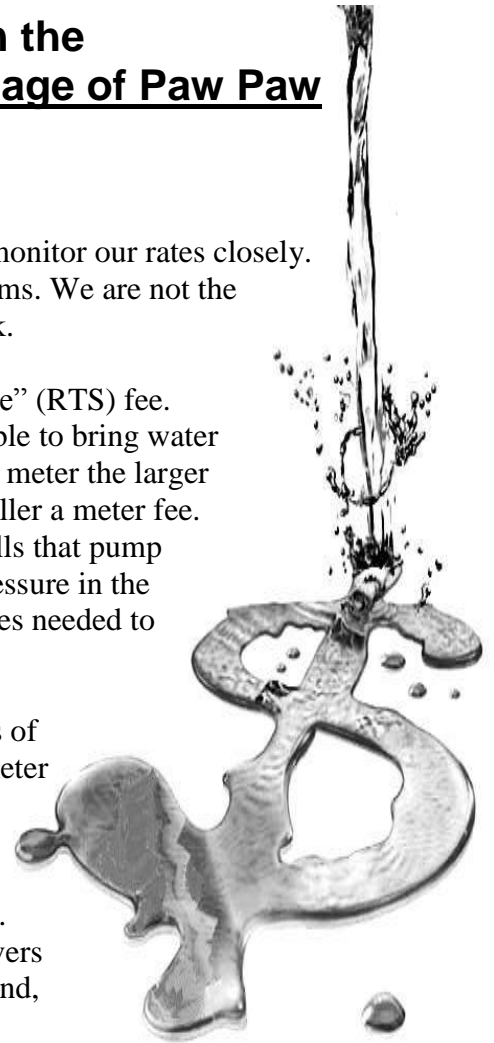 n the
age of Paw Paw
monitor our rates closely.
ms. We are not the
k.
e” (RTS) fee.
ble to bring water
meter the larger
ller a meter fee.
lls that pump
essure in the
es needed to
s of
eter
.
vers
nd,